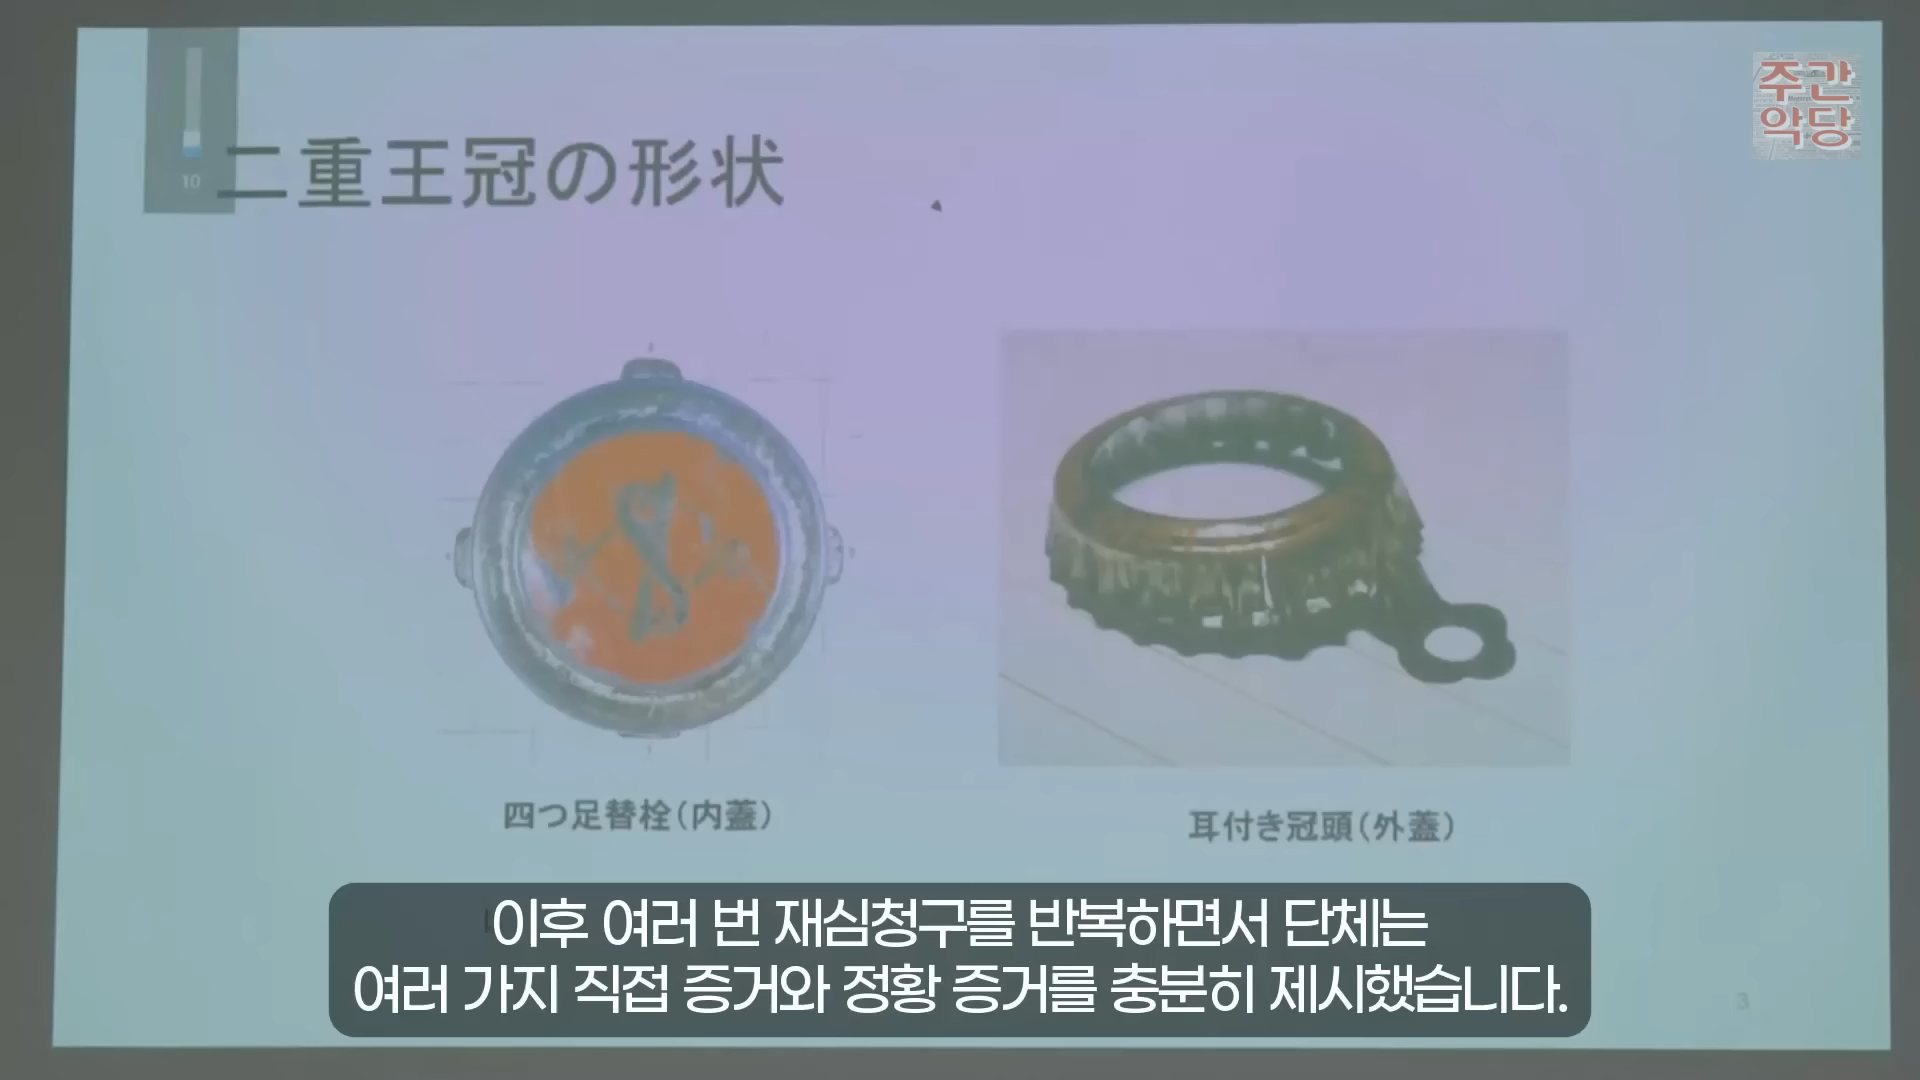 주간
악당
10
二重王冠の形状
四つ足替栓(内蓋)
耳付き冠頭(外蓋)
이후 여러 번 재심청구를 반복하면서 단체는
여러 가지 직접 증거와 정황 증거를 충분히 제시했습니다.
3